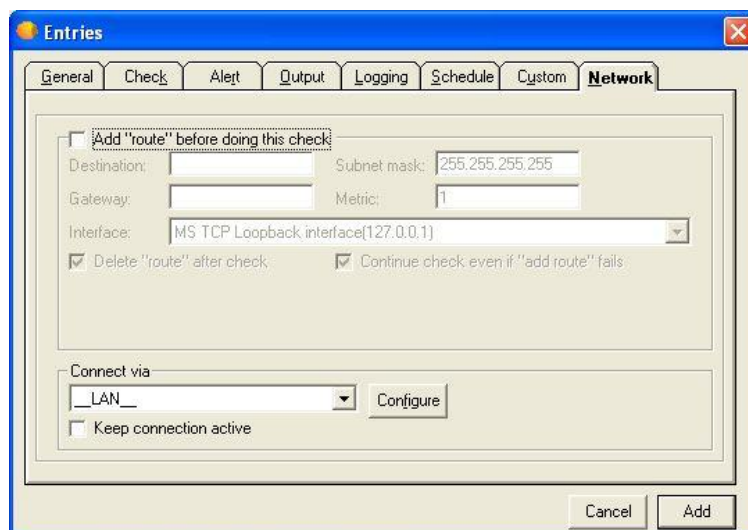 Entries
General Check Alert Output Logging Schedule Custom Network
Add "route" before doing this check
Destination: Subnet mask: 255.255.255.255
Gateway: Metric: 1
Interface: MS TCP Loopback interface(127.0.0.1)
Delete "route" after check Continue check even if "add route" fails
Connect via
__LAN__ Configure
Keep connection active
Cancel Add